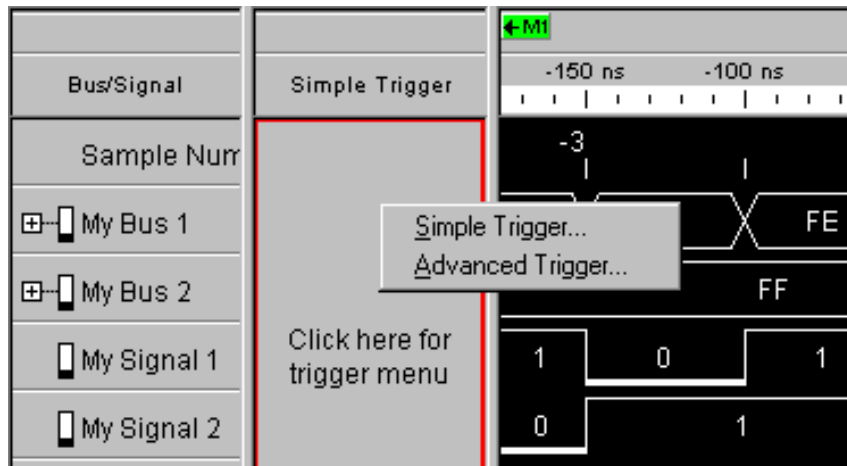 M1
Bus/Signal
Simple Trigger
-150 ns
-100 ns
Sample Num
-3
My Bus 1
Simple Trigger...
Advanced Trigger...
FE
My Bus 2
FF
Click here for
trigger menu
My Signal 1
1
0
1
My Signal 2
0
1